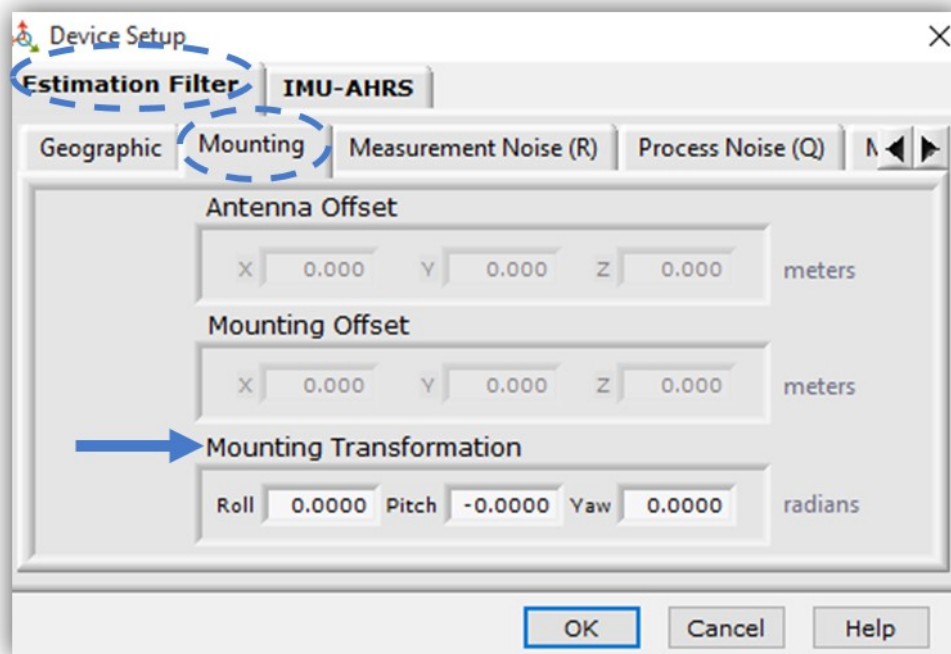 Device Setup
Estimation Filter IMU-AHRS
Geographic Mounting Measurement Noise (R) Process Noise (Q)
Antenna Offset
X 0.000 Y 0.000 Z 0.000 meters
Mounting Offset
X 0.000 Y 0.000 Z 0.000 meters
Mounting Transformation
Roll 0.0000 Pitch -0.0000 Yaw 0.0000 radians
OK Cancel Help